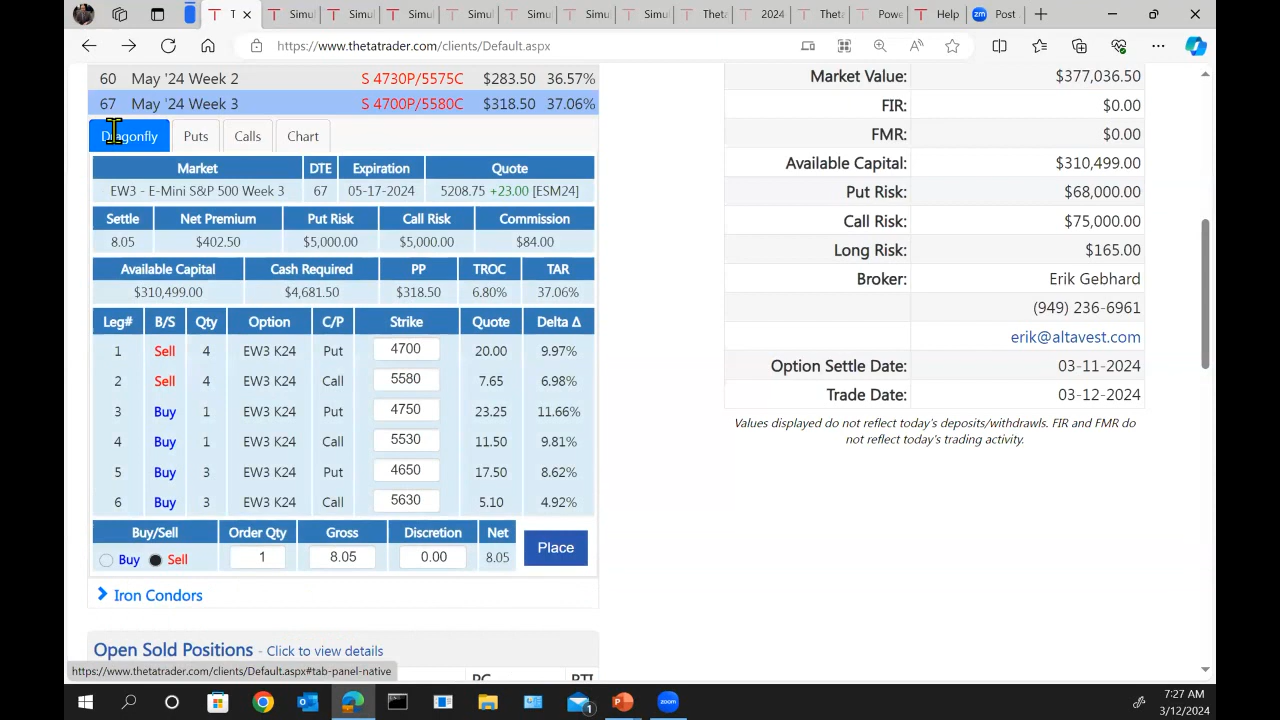 T
Simu
Simul
Simul
Simu
Simu
Simu
Simu
Theta
2024
Theta
Powe
Help
zm Post
https://www.thetatrader.com/clients/Default.aspx
60 May '24 Week 2 S 4730P/5575C $283.50 36.57%
67 May '24 Week 3 S 4700P/5580C $318.50 37.06%
Dragonfly Puts Calls Chart
Market DTE Expiration Quote
EW3 - E-Mini S&P 500 Week 3 67 05-17-2024 5208.75 +23.00 [ESM24]
Settle Net Premium Put Risk Call Risk Commission
8.05 $402.50 $5,000.00 $5,000.00 $84.00
Available Capital Cash Required PP TROC TAR
$310,499.00 $4,681.50 $318.50 6.80% 37.06%
Leg# B/S Qty Option C/P Strike Quote Delta Δ
1 Sell 4 EW3 K24 Put 4700 20.00 9.97%
2 Sell 4 EW3 K24 Call 5580 7.65 6.98%
3 Buy 1 EW3 K24 Put 4750 23.25 11.66%
4 Buy 1 EW3 K24 Call 5530 11.50 9.81%
5 Buy 3 EW3 K24 Put 4650 17.50 8.62%
6 Buy 3 EW3 K24 Call 5630 5.10 4.92%
Buy/Sell Order Qty Gross Discretion Net
Buy Sell 1 8.05 0.00 8.05 Place
Iron Condors
Open Sold Positions - Click to view details
https://www.thetatrader.com/clients/Default.aspx#tab-panel-native
Market Value: $377,036.50
FIR: $0.00
FMR: $0.00
Available Capital: $310,499.00
Put Risk: $68,000.00
Call Risk: $75,000.00
Long Risk: $165.00
Broker: Erik Gebhard
(949) 236-6961
erik@altavest.com
Option Settle Date: 03-11-2024
Trade Date: 03-12-2024
Values displayed do not reflect today's deposits/withdrawls. FIR and FMR do
not reflect today's trading activity.
7:27 AM
3/12/2024